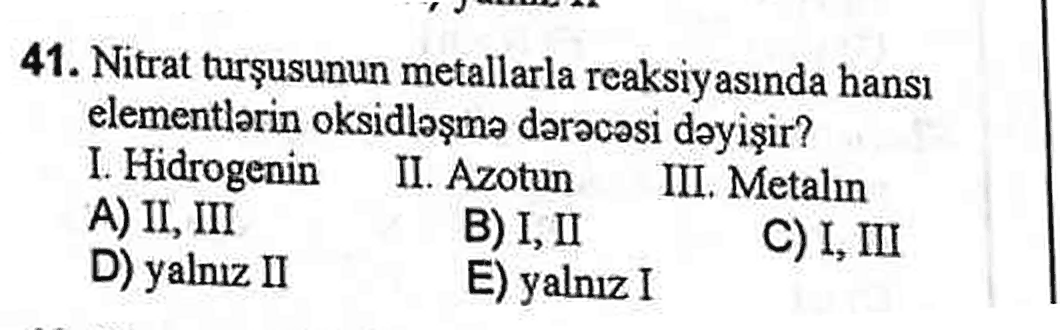 41. Nitrat turşusunun metallarla reaksiyasında hansı
elementlərin oksidləşmə dərəcəsi dəyişir?
I. Hidrogenin II. Azotun III. Metalın
A) II, III B) I, II C) I, III
D) yalnız II E) yalnız I